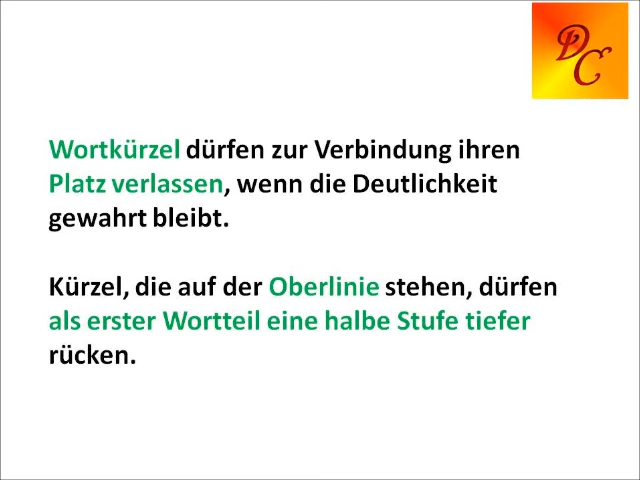 DC
Wortkürzel dürfen zur Verbindung ihren
Platz verlassen, wenn die Deutlichkeit
gewahrt bleibt.
Kürzel, die auf der Oberlinie stehen, dürfen
als erster Wortteil eine halbe Stufe tiefer
rücken.